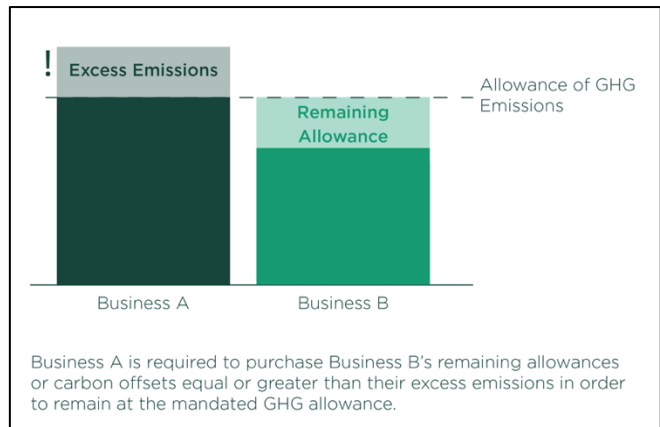 ! Excess Emissions
Allowance of GHG
Emissions
Remaining
Allowance
Business A
Business B
Business A is required to purchase Business B's remaining allowances
or carbon offsets equal or greater than their excess emissions in order
to remain at the mandated GHG allowance.